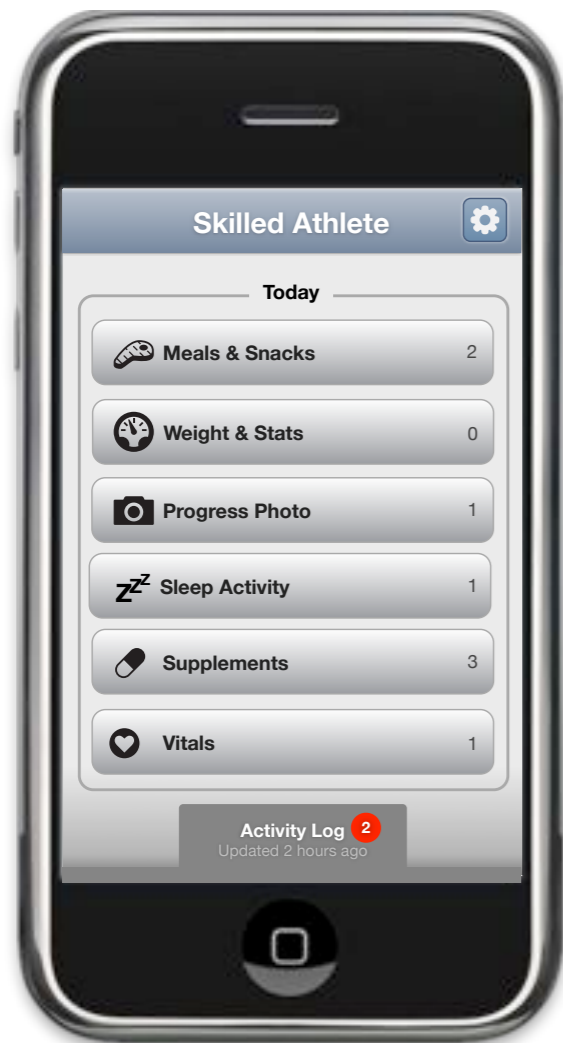 Skilled Athlete
Today
Meals & Snacks 2
Weight & Stats 0
Progress Photo 1
zzz Sleep Activity 1
Supplements 3
Vitals 1
Activity Log 2
Updated 2 hours ago